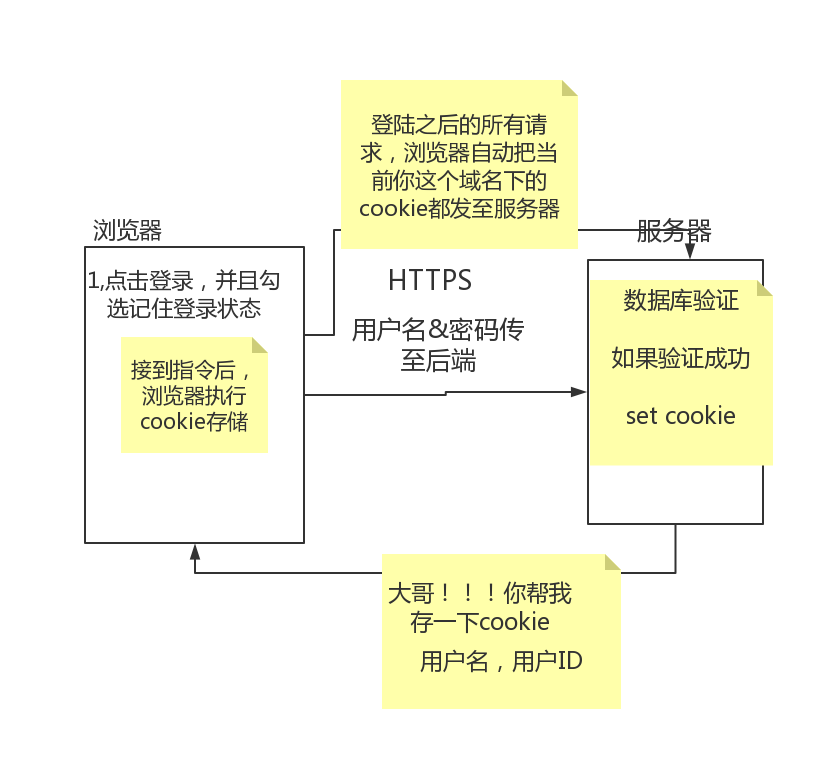 登陆之后的所有请
求，浏览器自动把当
前你这个域名下的
cookie都发至服务器
浏览器
服务器
1,点击登录，并且勾
选记住登录状态
接到指令后，
浏览器执行
cookie存储
HTTPS
用户名&密码传
至后端
数据库验证
如果验证成功
set cookie
大哥！！！你帮我
存一下cookie
用户名，用户ID